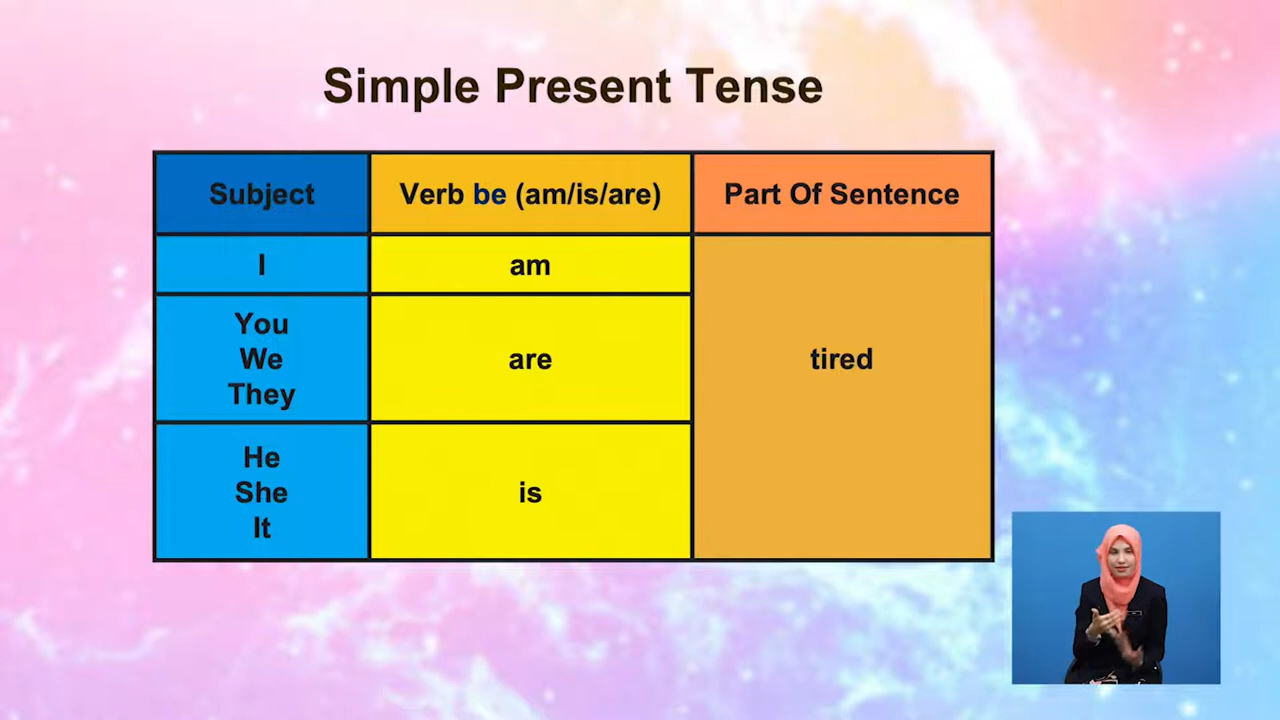 Simple Present Tense
Subject
Verb be (am/is/are)
Part Of Sentence
I
am
You
We
They
are
tired
He
She
It
is